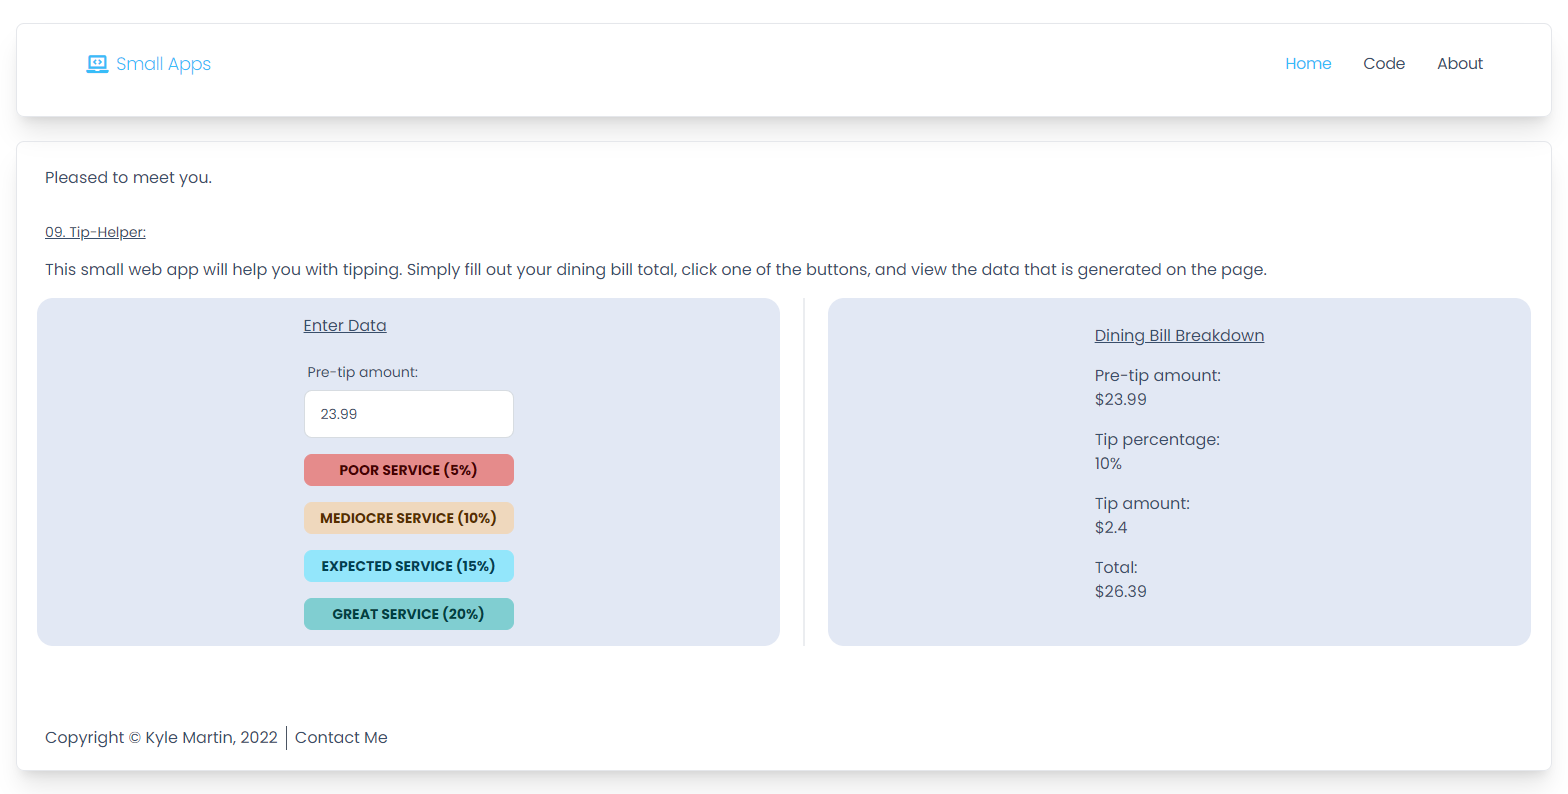 Small Apps
Home Code About
Pleased to meet you.
09. Tip-Helper:
This small web app will help you with tipping. Simply fill out your dining bill total, click one of the buttons, and view the data that is generated on the page.
Enter Data
Pre-tip amount:
23.99
POOR SERVICE (5%)
MEDIOCRE SERVICE (10%)
EXPECTED SERVICE (15%)
GREAT SERVICE (20%)
Dining Bill Breakdown
Pre-tip amount:
$23.99
Tip percentage:
10%
Tip amount:
$2.4
Total:
$26.39
Copyright © Kyle Martin, 2022 | Contact Me